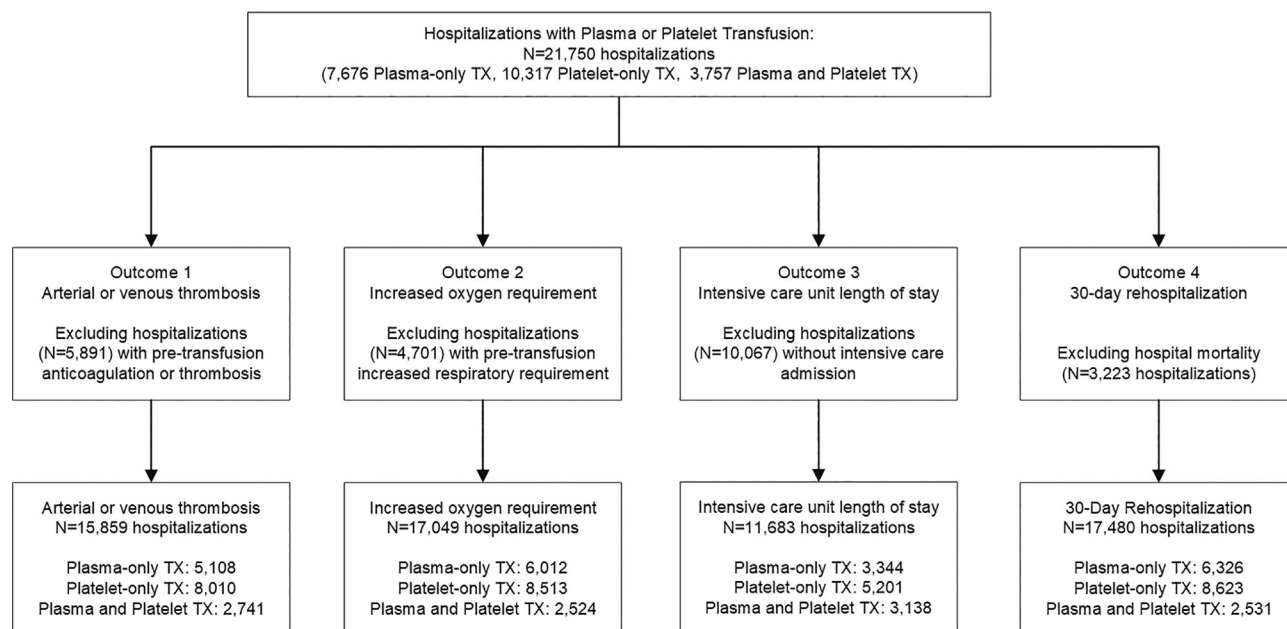 Hospitalizations with Plasma or Platelet Transfusion:
N=21,750 hospitalizations
(7,676 Plasma-only TX, 10,317 Platelet-only TX, 3,757 Plasma and Platelet TX)
Outcome 1
Arterial or venous thrombosis
Excluding hospitalizations
(N=5,891) with pre-transfusion
anticoagulation or thrombosis
Outcome 2
Increased oxygen requirement
Excluding hospitalizations
(N=4,701) with pre-transfusion
increased respiratory requirement
Outcome 3
Intensive care unit length of stay
Excluding hospitalizations
(N=10,067) without intensive care
admission
Outcome 4
30-day rehospitalization
Excluding hospital mortality
(N=3,223 hospitalizations)
Arterial or venous thrombosis
N=15,859 hospitalizations
Plasma-only TX: 5,108
Platelet-only TX: 8,010
Plasma and Platelet TX: 2,741
Increased oxygen requirement
N=17,049 hospitalizations
Plasma-only TX: 6,012
Platelet-only TX: 8,513
Plasma and Platelet TX: 2,524
Intensive care unit length of stay
N=11,683 hospitalizations
Plasma-only TX: 3,344
Platelet-only TX: 5,201
Plasma and Platelet TX: 3,138
30-Day Rehospitalization
N=17,480 hospitalizations
Plasma-only TX: 6,326
Platelet-only TX: 8,623
Plasma and Platelet TX: 2,531